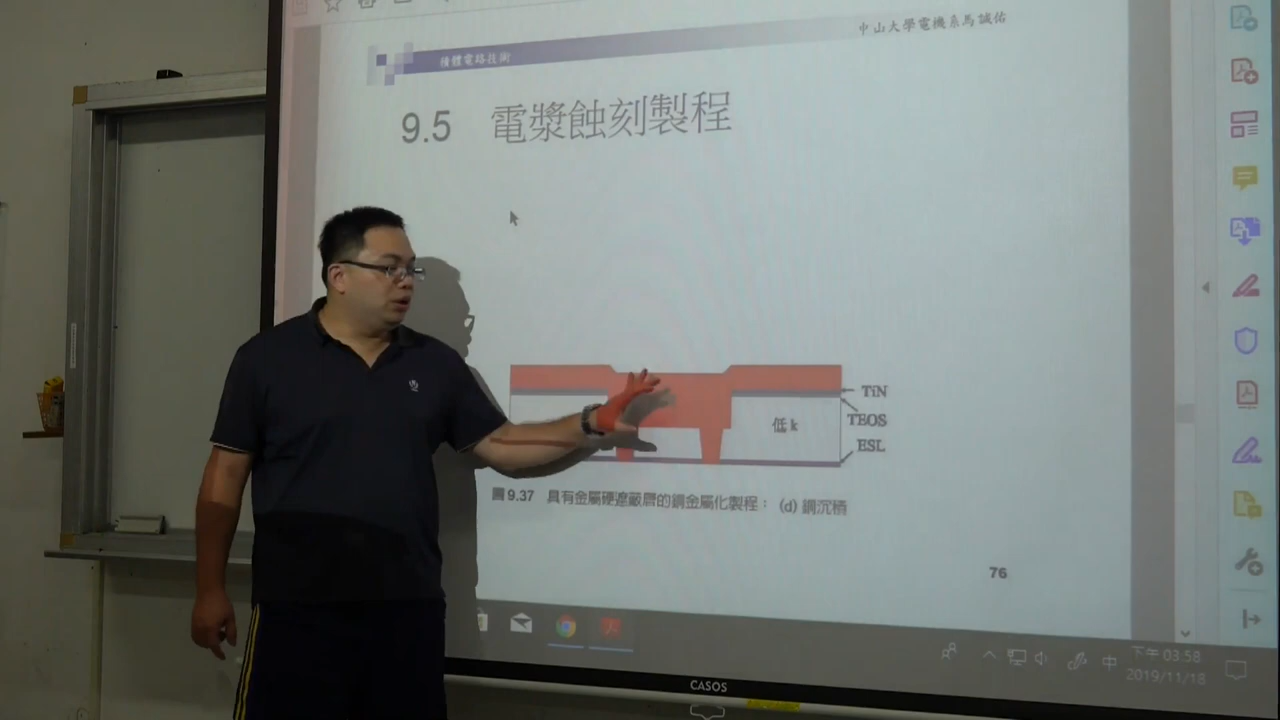 中山大學電機系馬誠佑
積體電路技術
9.5 電漿蝕刻製程
TiN
TEOS
低 k
ESL
圖 9.37 具有金屬硬遮蔽層的銅金屬化製程：(d) 銅沉積
76
中
下午 03:58
2019/11/18
CASOS